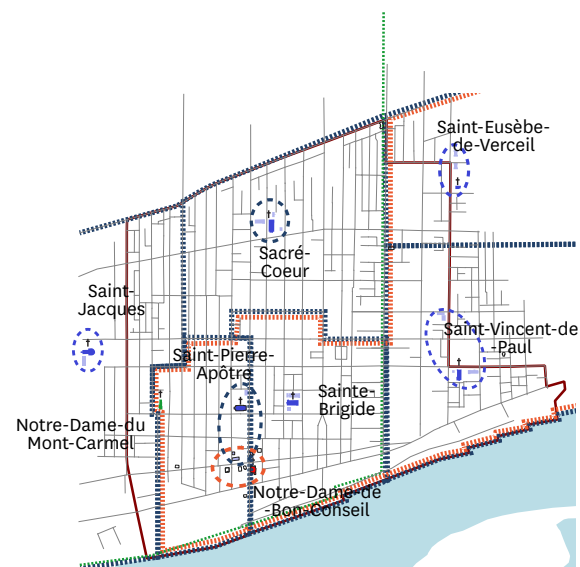 Saint-Eusèbe-
de-Verceil
Sacré-
Coeur
Saint-
Jacques
Saint-Vincent-de-
-Paul
Saint-Pierre-
Apôtre
Sainte-
Brigide
Notre-Dame-du
Mont-Carmel
Notre-Dame-de
-Bon-Conseil